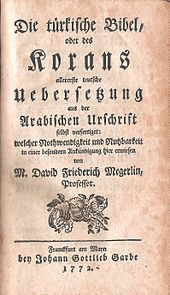 Die türkische Bibel,
oder des
Korans
allererste teutsche
Uebersetzung
aus der
Arabischen Urschrift
selbst verfertiget:
welcher Nothwendigkeit und Nutzbarkeit
in einer besondern Ankündigung hier erwiesen
von
M. David Friederich Megerlin,
Professor.
Franckfurt am Mayn
bey Johann Gottlieb Garbe
1772.